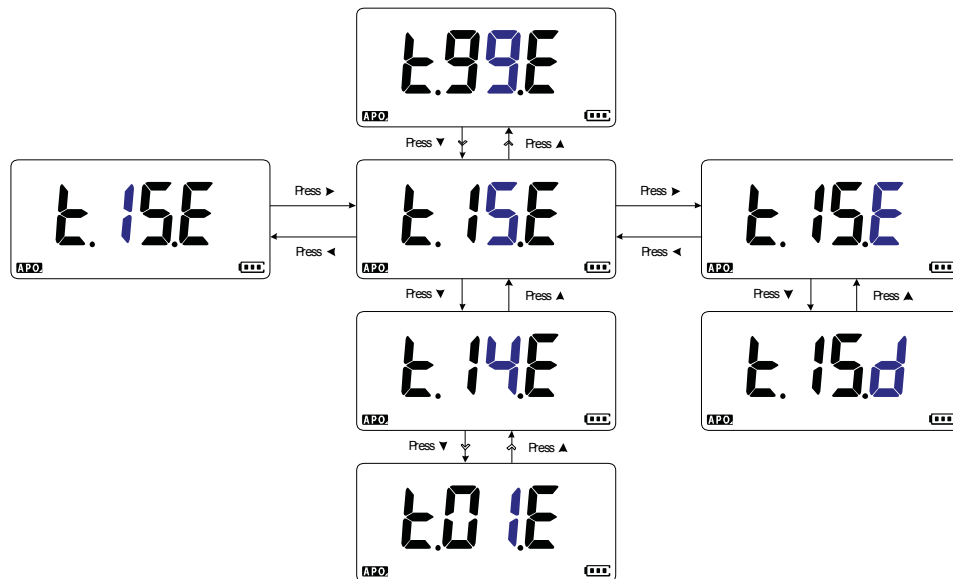 t.99.E
APO
Press ▼
Press ▲
t.15.E
APO
Press ►
Press ◄
t.15.E
APO
Press ►
Press ◄
t.15.E
APO
Press ▼
Press ▲
Press ▼
Press ▲
t.14.E
APO
t.15.d
APO
Press ▼
Press ▲
t.01.E
APO